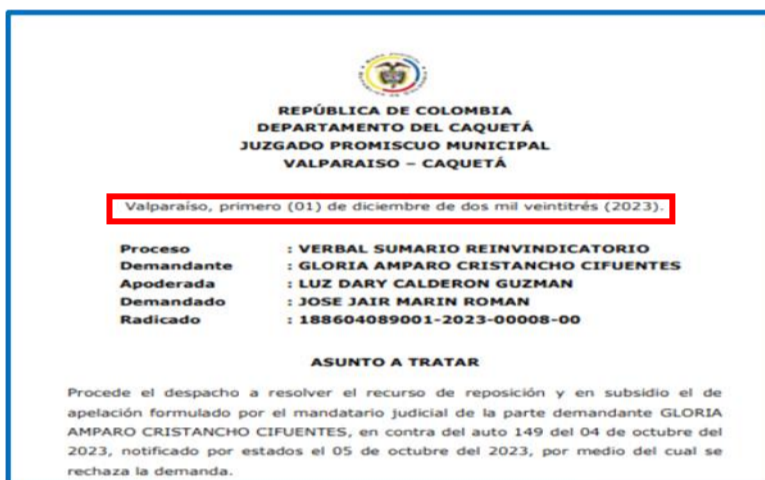 REPÚBLICA DE COLOMBIA
DEPARTAMENTO DEL CAQUETÁ
JUZGADO PROMISCUO MUNICIPAL
VALPARAISO – CAQUETÁ
Valparaíso, primero (01) de diciembre de dos mil veintitrés (2023).
Proceso : VERBAL SUMARIO REINVINDICATORIO
Demandante : GLORIA AMPARO CRISTANCHO CIFUENTES
Apoderada : LUZ DARY CALDERON GUZMAN
Demandado : JOSE JAIR MARIN ROMAN
Radicado : 188604089001-2023-00008-00
ASUNTO A TRATAR
Procede el despacho a resolver el recurso de reposición y en subsidio el de
apelación formulado por el mandatario judicial de la parte demandante GLORIA
AMPARO CRISTANCHO CIFUENTES, en contra del auto 149 del 04 de octubre del
2023, notificado por estados el 05 de octubre del 2023, por medio del cual se
rechaza la demanda.